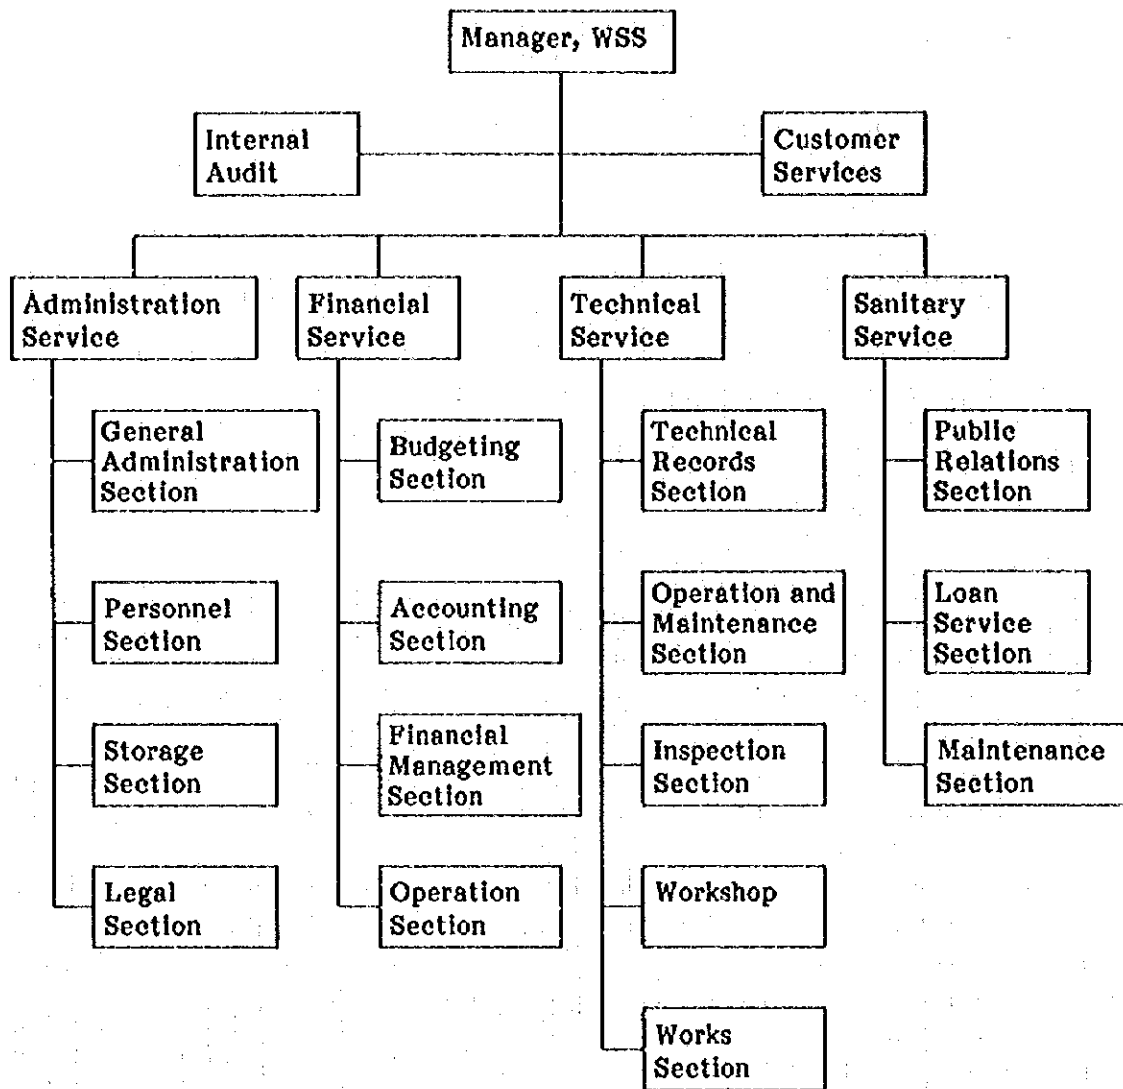 Manager, WSS
Internal
Audit
Customer
Services
Administration
Service
Financial
Service
Technical
Service
Sanitary
Service
General
Administration
Section
Budgeting
Section
Technical
Records
Section
Public
Relations
Section
Personnel
Section
Accounting
Section
Operation and
Maintenance
Section
Loan
Service
Section
Storage
Section
Financial
Management
Section
Inspection
Section
Maintenance
Section
Legal
Section
Operation
Section
Workshop
Works
Section